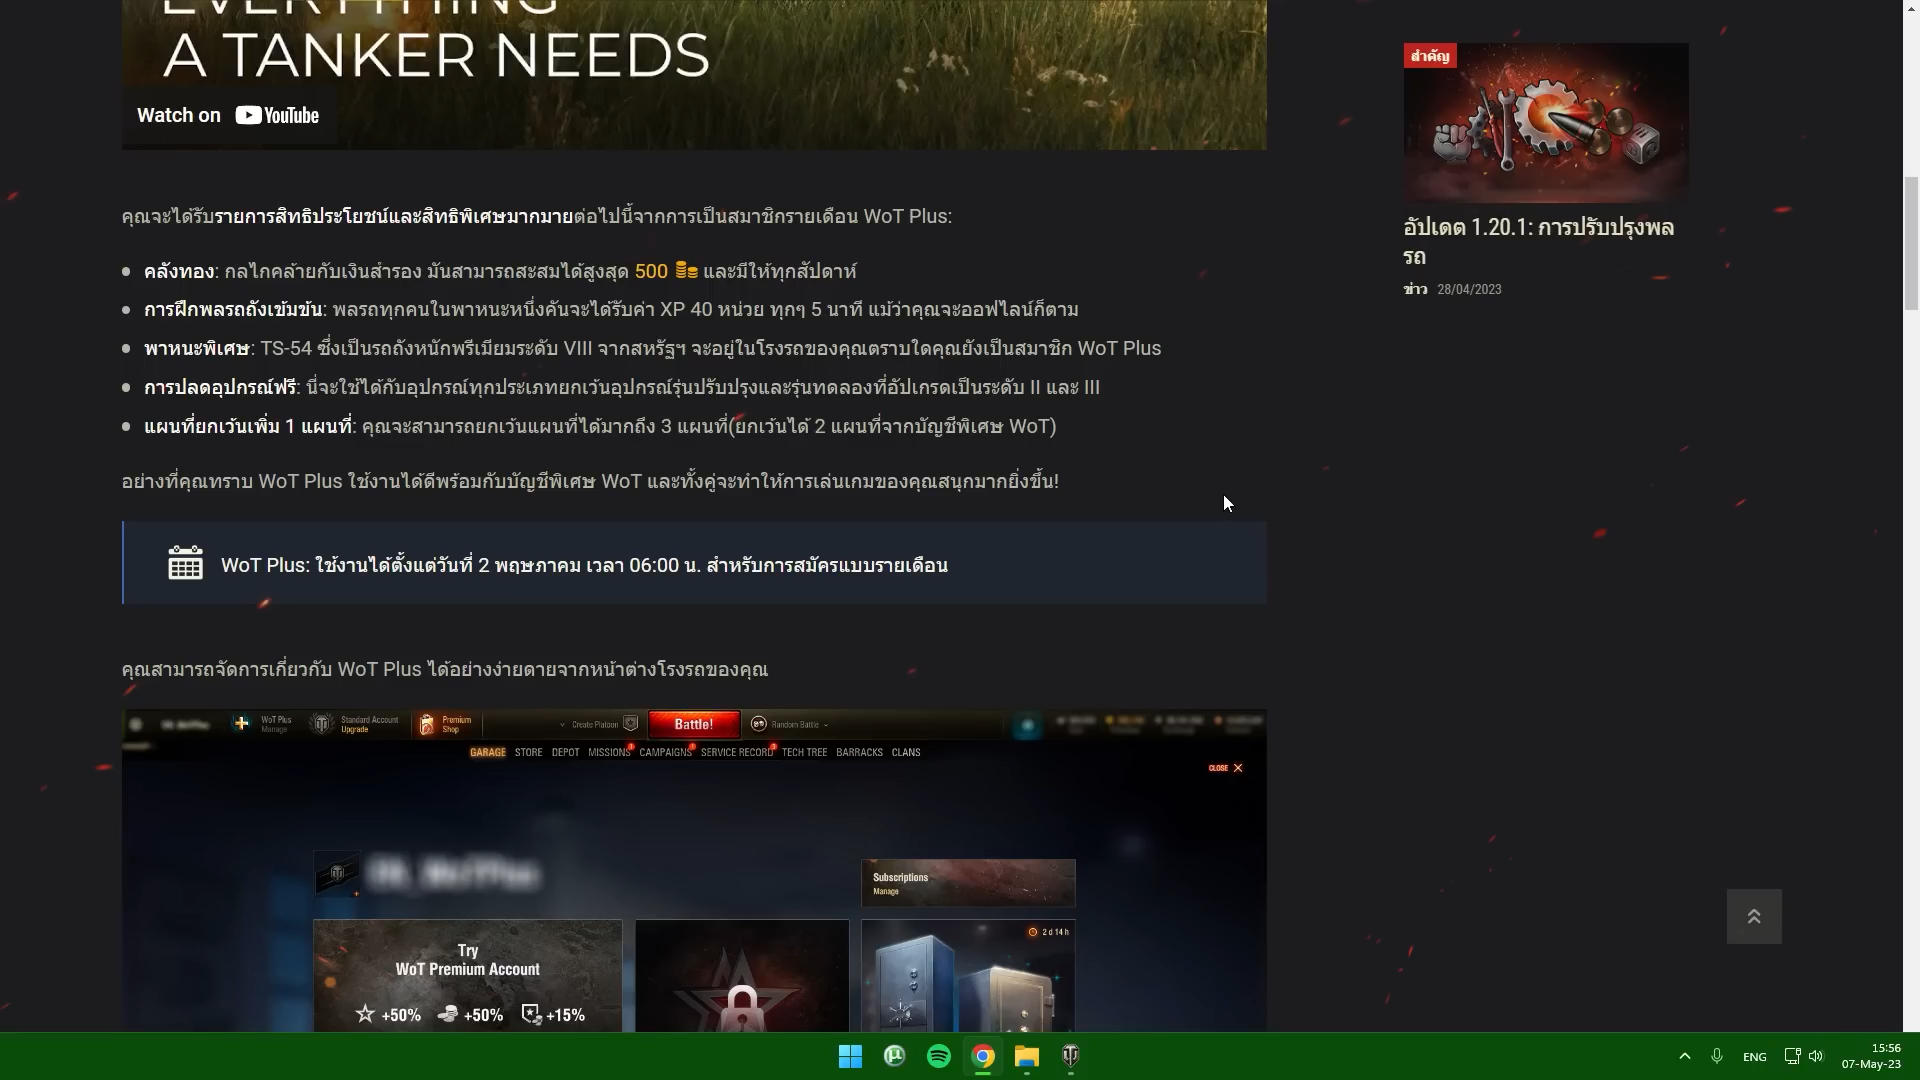 EVERYTHING
A TANKER NEEDS
Watch on YouTube
สำคัญ
อัปเดต 1.20.1: การปรับปรุงพล
รถ
ข่าว 28/04/2023
คุณจะได้รับรายการสิทธิประโยชน์และสิทธิพิเศษมากมายต่อไปนี้จากการเป็นสมาชิกรายเดือน WoT Plus:
คลังทอง: กลไกคล้ายกับเงินสำรอง มันสามารถสะสมได้สูงสุด 500 และมีให้ทุกสัปดาห์
การฝึกพลรถถังเข้มข้น: พลรถทุกคนในพาหนะหนึ่งคันจะได้รับค่า XP 40 หน่วย ทุกๆ 5 นาที แม้ว่าคุณจะออฟไลน์ก็ตาม
พาหนะพิเศษ: TS-54 ซึ่งเป็นรถถังหนักพรีเมียมระดับ VIII จากสหรัฐฯ จะอยู่ในโรงรถของคุณตราบใดคุณยังเป็นสมาชิก WoT Plus
การปลดอุปกรณ์ฟรี: นี่จะใช้ได้กับอุปกรณ์ทุกประเภทยกเว้นอุปกรณ์รุ่นปรับปรุงและรุ่นทดลองที่อัปเกรดเป็นระดับ II และ III
แผนที่ยกเว้นเพิ่ม 1 แผนที่: คุณจะสามารถยกเว้นแผนที่ได้มากถึง 3 แผนที่(ยกเว้นได้ 2 แผนที่จากบัญชีพิเศษ WoT)
อย่างที่คุณทราบ WoT Plus ใช้งานได้ดีพร้อมกับบัญชีพิเศษ WoT และทั้งคู่จะทำให้การเล่นเกมของคุณสนุกมากยิ่งขึ้น!
WoT Plus: ใช้งานได้ตั้งแต่วันที่ 2 พฤษภาคม เวลา 06:00 น. สำหรับการสมัครแบบรายเดือน
คุณสามารถจัดการเกี่ยวกับ WoT Plus ได้อย่างง่ายดายจากหน้าต่างโรงรถของคุณ
WoT Plus
Manage
Standard Account
Upgrade
Premium
Shop
Create Platoon
Battle!
Random Battle
GARAGE STORE DEPOT MISSIONS CAMPAIGNS SERVICE RECORD TECH TREE BARRACKS CLANS
CLOSE
Subscriptions
Manage
2 d 14 h
Try
WoT Premium Account
+50% +50% +15%
ENG
15:56
07-May-23